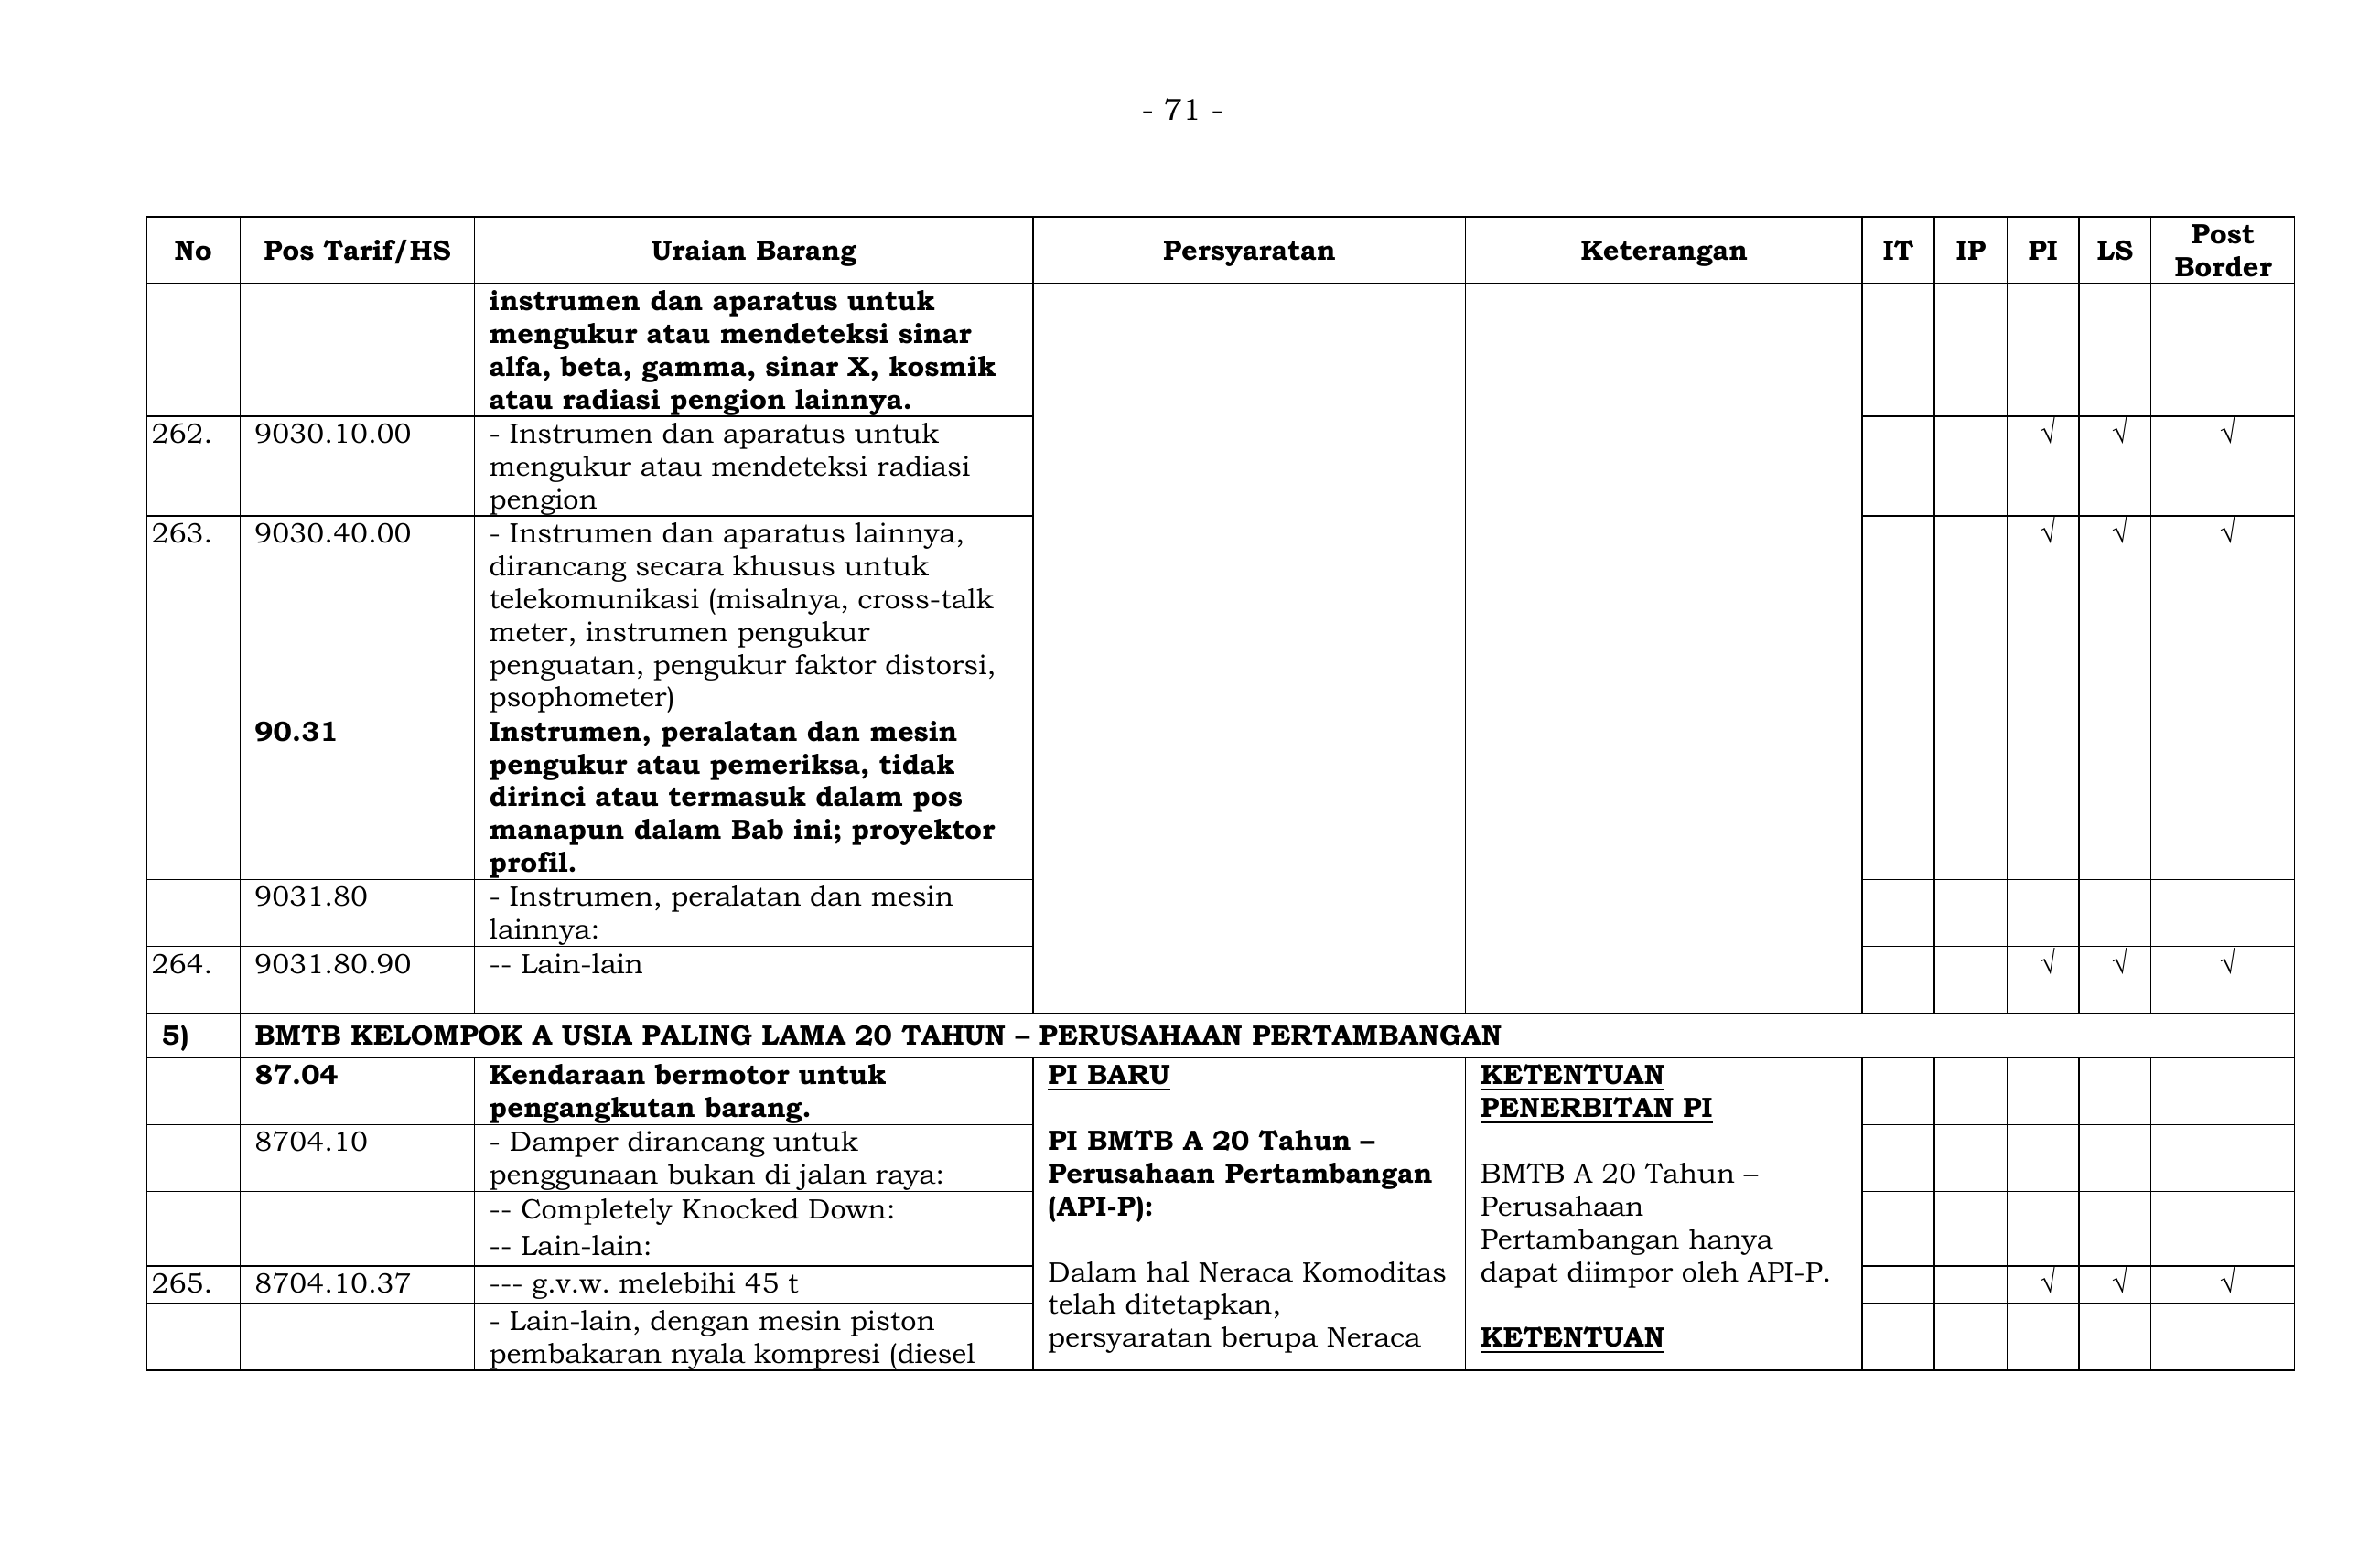 - 71 -
No Pos Tarif/HS Uraian Barang Persyaratan Keterangan IT IP PI LS Post Border
instrumen dan aparatus untuk
mengukur atau mendeteksi sinar
alfa, beta, gamma, sinar X, kosmik
atau radiasi pengion lainnya.
262. 9030.10.00 - Instrumen dan aparatus untuk √ √ √
mengukur atau mendeteksi radiasi
pengion
263. 9030.40.00 - Instrumen dan aparatus lainnya, √ √ √
dirancang secara khusus untuk
telekomunikasi (misalnya, cross-talk
meter, instrumen pengukur
penguatan, pengukur faktor distorsi,
psophometer)
90.31 Instrumen, peralatan dan mesin
pengukur atau pemeriksa, tidak
dirinci atau termasuk dalam pos
manapun dalam Bab ini; proyektor
profil.
9031.80 - Instrumen, peralatan dan mesin
lainnya:
264. 9031.80.90 -- Lain-lain √ √ √
5) BMTB KELOMPOK A USIA PALING LAMA 20 TAHUN – PERUSAHAAN PERTAMBANGAN
87.04 Kendaraan bermotor untuk
pengangkutan barang.
8704.10 - Damper dirancang untuk
penggunaan bukan di jalan raya:
-- Completely Knocked Down:
-- Lain-lain:
265. 8704.10.37 --- g.v.w. melebihi 45 t √ √ √
- Lain-lain, dengan mesin piston
pembakaran nyala kompresi (diesel
PI BARU
PI BMTB A 20 Tahun –
Perusahaan Pertambangan
(API-P):
Dalam hal Neraca Komoditas
telah ditetapkan,
persyaratan berupa Neraca
KETENTUAN
PENERBITAN PI
BMTB A 20 Tahun –
Perusahaan
Pertambangan hanya
dapat diimpor oleh API-P.
KETENTUAN